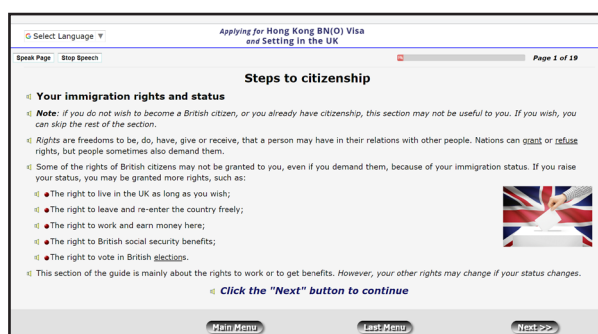 Select Language ▼
Applying for Hong Kong BN(O) Visa
and Setting in the UK
Speak Page Stop Speech
Page 1 of 19
Steps to citizenship
Your immigration rights and status
Note: if you do not wish to become a British citizen, or you already have citizenship, this section may not be useful to you. If you wish, you
can skip the rest of the section.
Rights are freedoms to be, do, have, give or receive, that a person may have in their relations with other people. Nations can grant or refuse
rights, but people sometimes also demand them.
Some of the rights of British citizens may not be granted to you, even if you demand them, because of your immigration status. If you raise
your status, you may be granted more rights, such as:
The right to live in the UK as long as you wish;
The right to leave and re-enter the country freely;
The right to work and earn money here;
The right to British social security benefits;
The right to vote in British elections.
This section of the guide is mainly about the rights to work or to get benefits. However, your other rights may change if your status changes.
Click the "Next" button to continue
Main Menu Last Menu Next >>